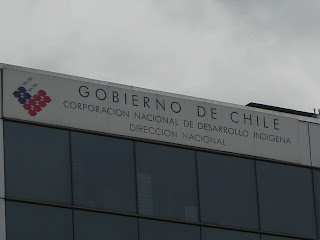 GOBIERNO DE CHILE
CORPORACION NACIONAL DE DESARROLLO INDIGENA
DIRECCION NACIONAL